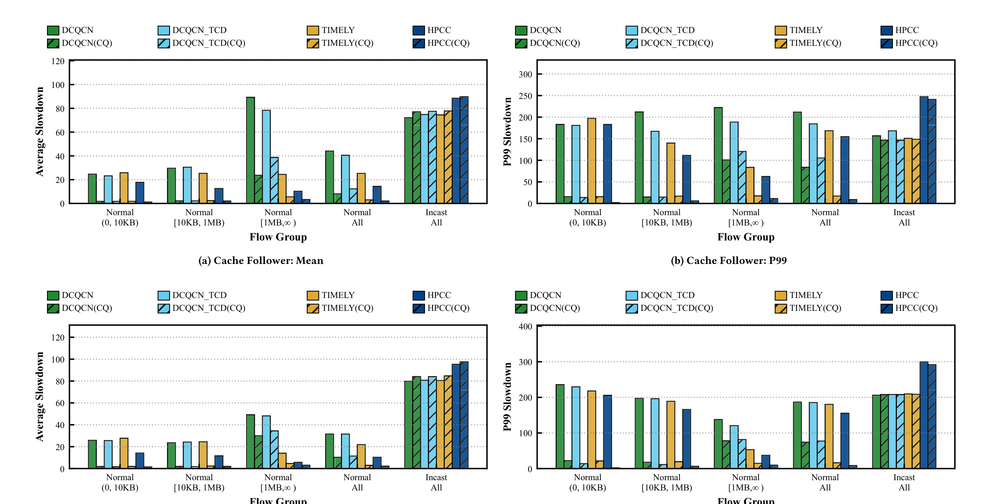 DCQCN DCQCN_TCD TIMELY HPCC
DCQCN(CQ) DCQCN_TCD(CQ) TIMELY(CQ) HPCC(CQ)
120
100
80
60
40
20
0
Average Slowdown
Normal Normal Normal Normal Incast
(0, 10KB) [10KB, 1MB) [1MB,∞ ) All All
Flow Group
(a) Cache Follower: Mean
DCQCN DCQCN_TCD TIMELY HPCC
DCQCN(CQ) DCQCN_TCD(CQ) TIMELY(CQ) HPCC(CQ)
300
250
200
150
100
50
0
P99 Slowdown
Normal Normal Normal Normal Incast
(0, 10KB) [10KB, 1MB) [1MB,∞ ) All All
Flow Group
(b) Cache Follower: P99
DCQCN DCQCN_TCD TIMELY HPCC
DCQCN(CQ) DCQCN_TCD(CQ) TIMELY(CQ) HPCC(CQ)
120
100
80
60
40
20
0
Average Slowdown
Normal Normal Normal Normal Incast
(0, 10KB) [10KB, 1MB) [1MB,∞ ) All All
Flow Group
DCQCN DCQCN_TCD TIMELY HPCC
DCQCN(CQ) DCQCN_TCD(CQ) TIMELY(CQ) HPCC(CQ)
400
300
200
100
0
P99 Slowdown
Normal Normal Normal Normal Incast
(0, 10KB) [10KB, 1MB) [1MB,∞ ) All All
Flow Group